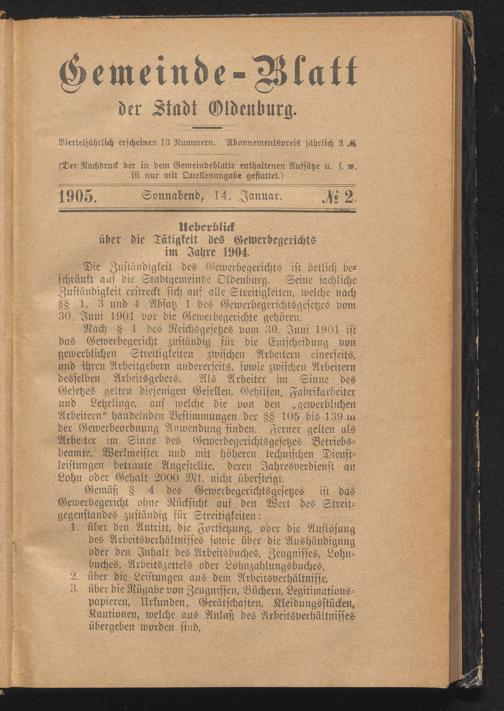 Gemeinde-Blatt
der Stadt Oldenburg.
Vierteljährlich erscheinen 13 Nummern. Abonnementspreis jährlich 2 ℳ
(Der Nachdruck der in dem Gemeindeblatte enthaltenen Aufsätze u. s. w.
ist nur mit Quellenangabe gestattet.)
1905. Sonnabend, 14. Januar. № 2.
Ueberblick
über die Tätigkeit des Gewerbegerichts
im Jahre 1904.
Die Zuständigkeit des Gewerbegerichts ist örtlich be-
schränkt auf die Stadtgemeinde Oldenburg. Seine sachliche
Zuständigkeit erstreckt sich auf alle Streitigkeiten, welche nach
§§ 1, 3 und 4 Absatz 1 des Gewerbegerichtsgesetzes vom
30. Juni 1901 vor die Gewerbegerichte gehören.
Nach § 1 des Reichsgesetzes vom 30. Juni 1901 ist
das Gewerbegericht zuständig für die Entscheidung von
gewerblichen Streitigkeiten zwischen Arbeitern einerseits,
und ihren Arbeitgebern andererseits, sowie zwischen Arbeitern
desselben Arbeitsgebers. Als Arbeiter im Sinne des
Gesetzes gelten diejenigen Gesellen, Gehilfen, Fabrikarbeiter
und Lehrlinge, auf welche die von den „gewerblichen
Arbeitern" handelnden Bestimmungen der §§ 105 bis 139 m
der Gewerbeordnung Anwendung finden. Ferner gelten als
Arbeiter im Sinne des Gewerbegerichtsgesetzes Betriebs-
beamte, Werkmeister und mit höheren technischen Dienst-
leistungen betraute Angestellte, deren Jahresverdienst an
Lohn oder Gehalt 2000 Mk. nicht übersteigt.
Gemäß § 4 des Gewerbegerichtsgesetzes ist das
Gewerbegericht ohne Rücksicht auf den Wert des Streit-
gegenstandes zuständig für Streitigkeiten:
1. über den Antritt, die Fortsetzung, oder die Auflösung
des Arbeitsverhältnisses sowie über die Aushändigung
oder den Inhalt des Arbeitsbuches, Zeugnisses, Lohn-
buches, Arbeitszettels oder Lohnzahlungsbuches,
2. über die Leistungen aus dem Arbeitsverhältnisse,
3. über die Rügabe von Zeugnissen, Büchern, Legitimations-
papieren, Urkunden, Gerätschaften, Kleidungsstücken,
Kautionen, welche aus Anlaß des Arbeitsverhältnisses
übergeben worden sind,